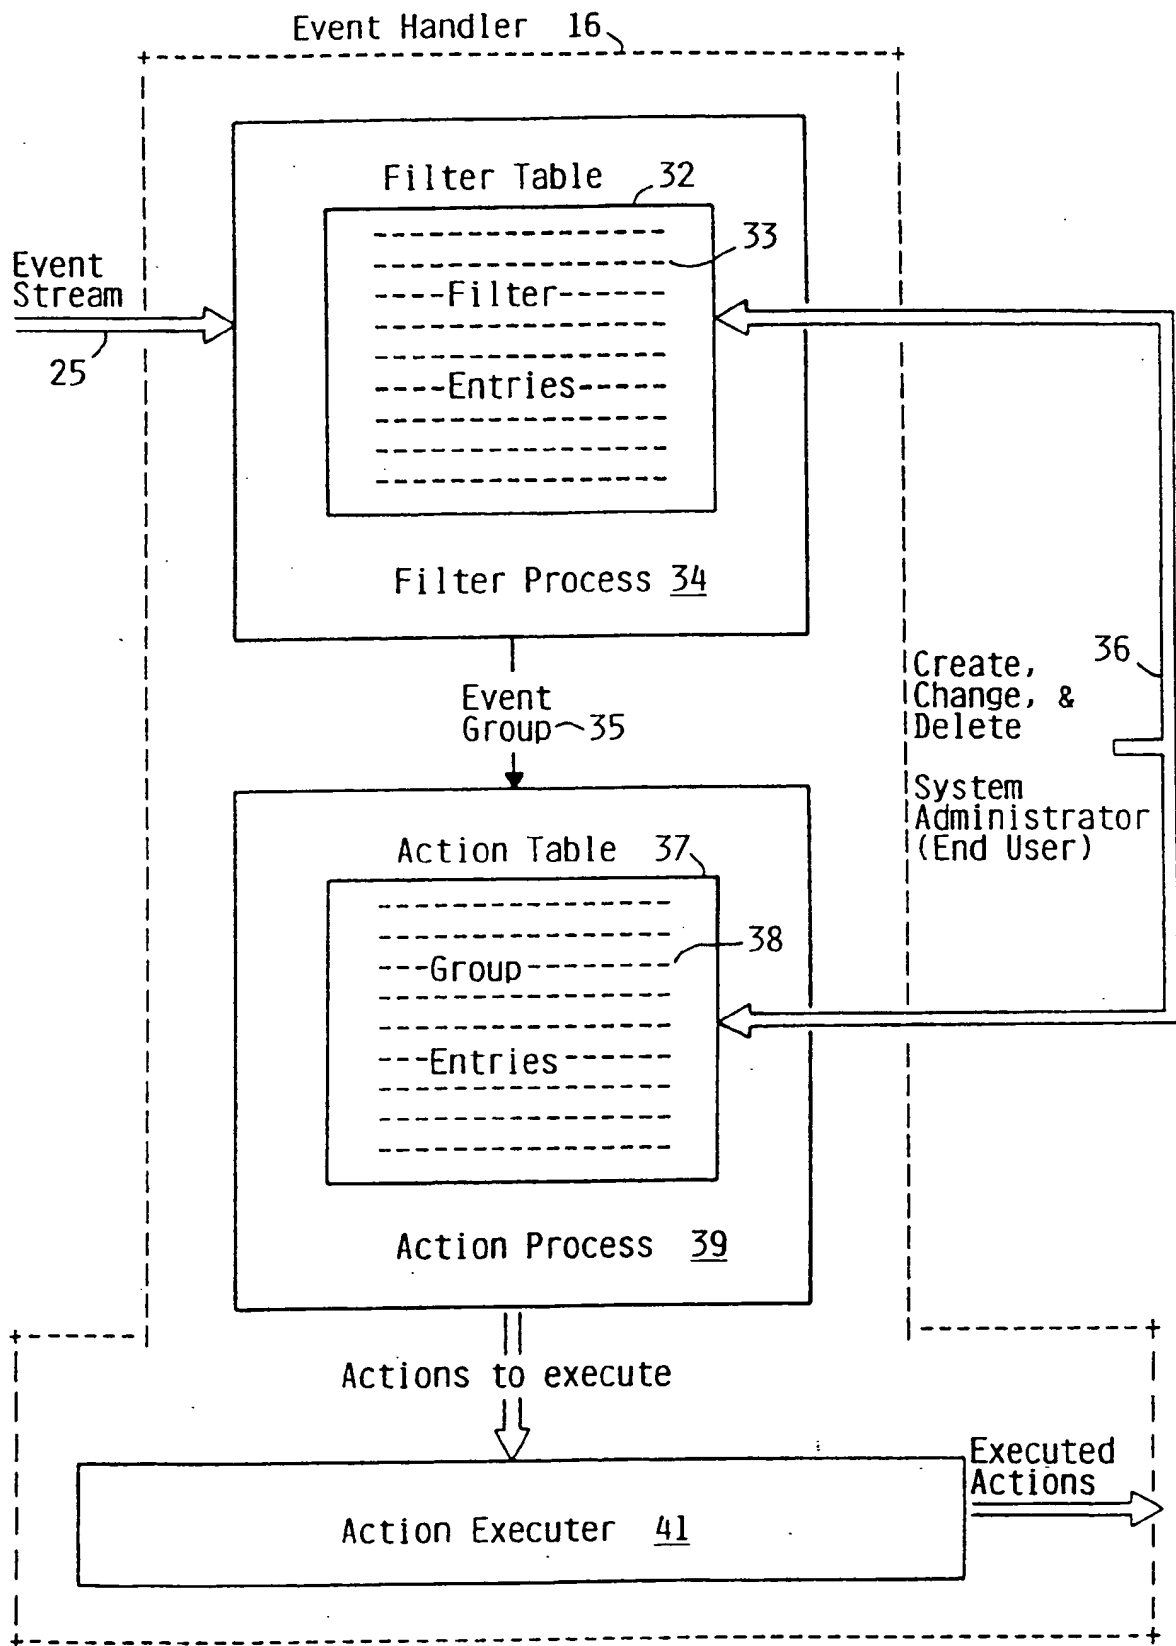 Event Handler 16
Filter Table 32
33
Filter
Entries
Event
Stream
25
Filter Process 34
Event
Group 35
36
Create,
Change, &
Delete
System
Administrator
(End User)
Action Table 37
38
Group
Entries
Action Process 39
Actions to execute
Executed
Actions
Action Executer 41